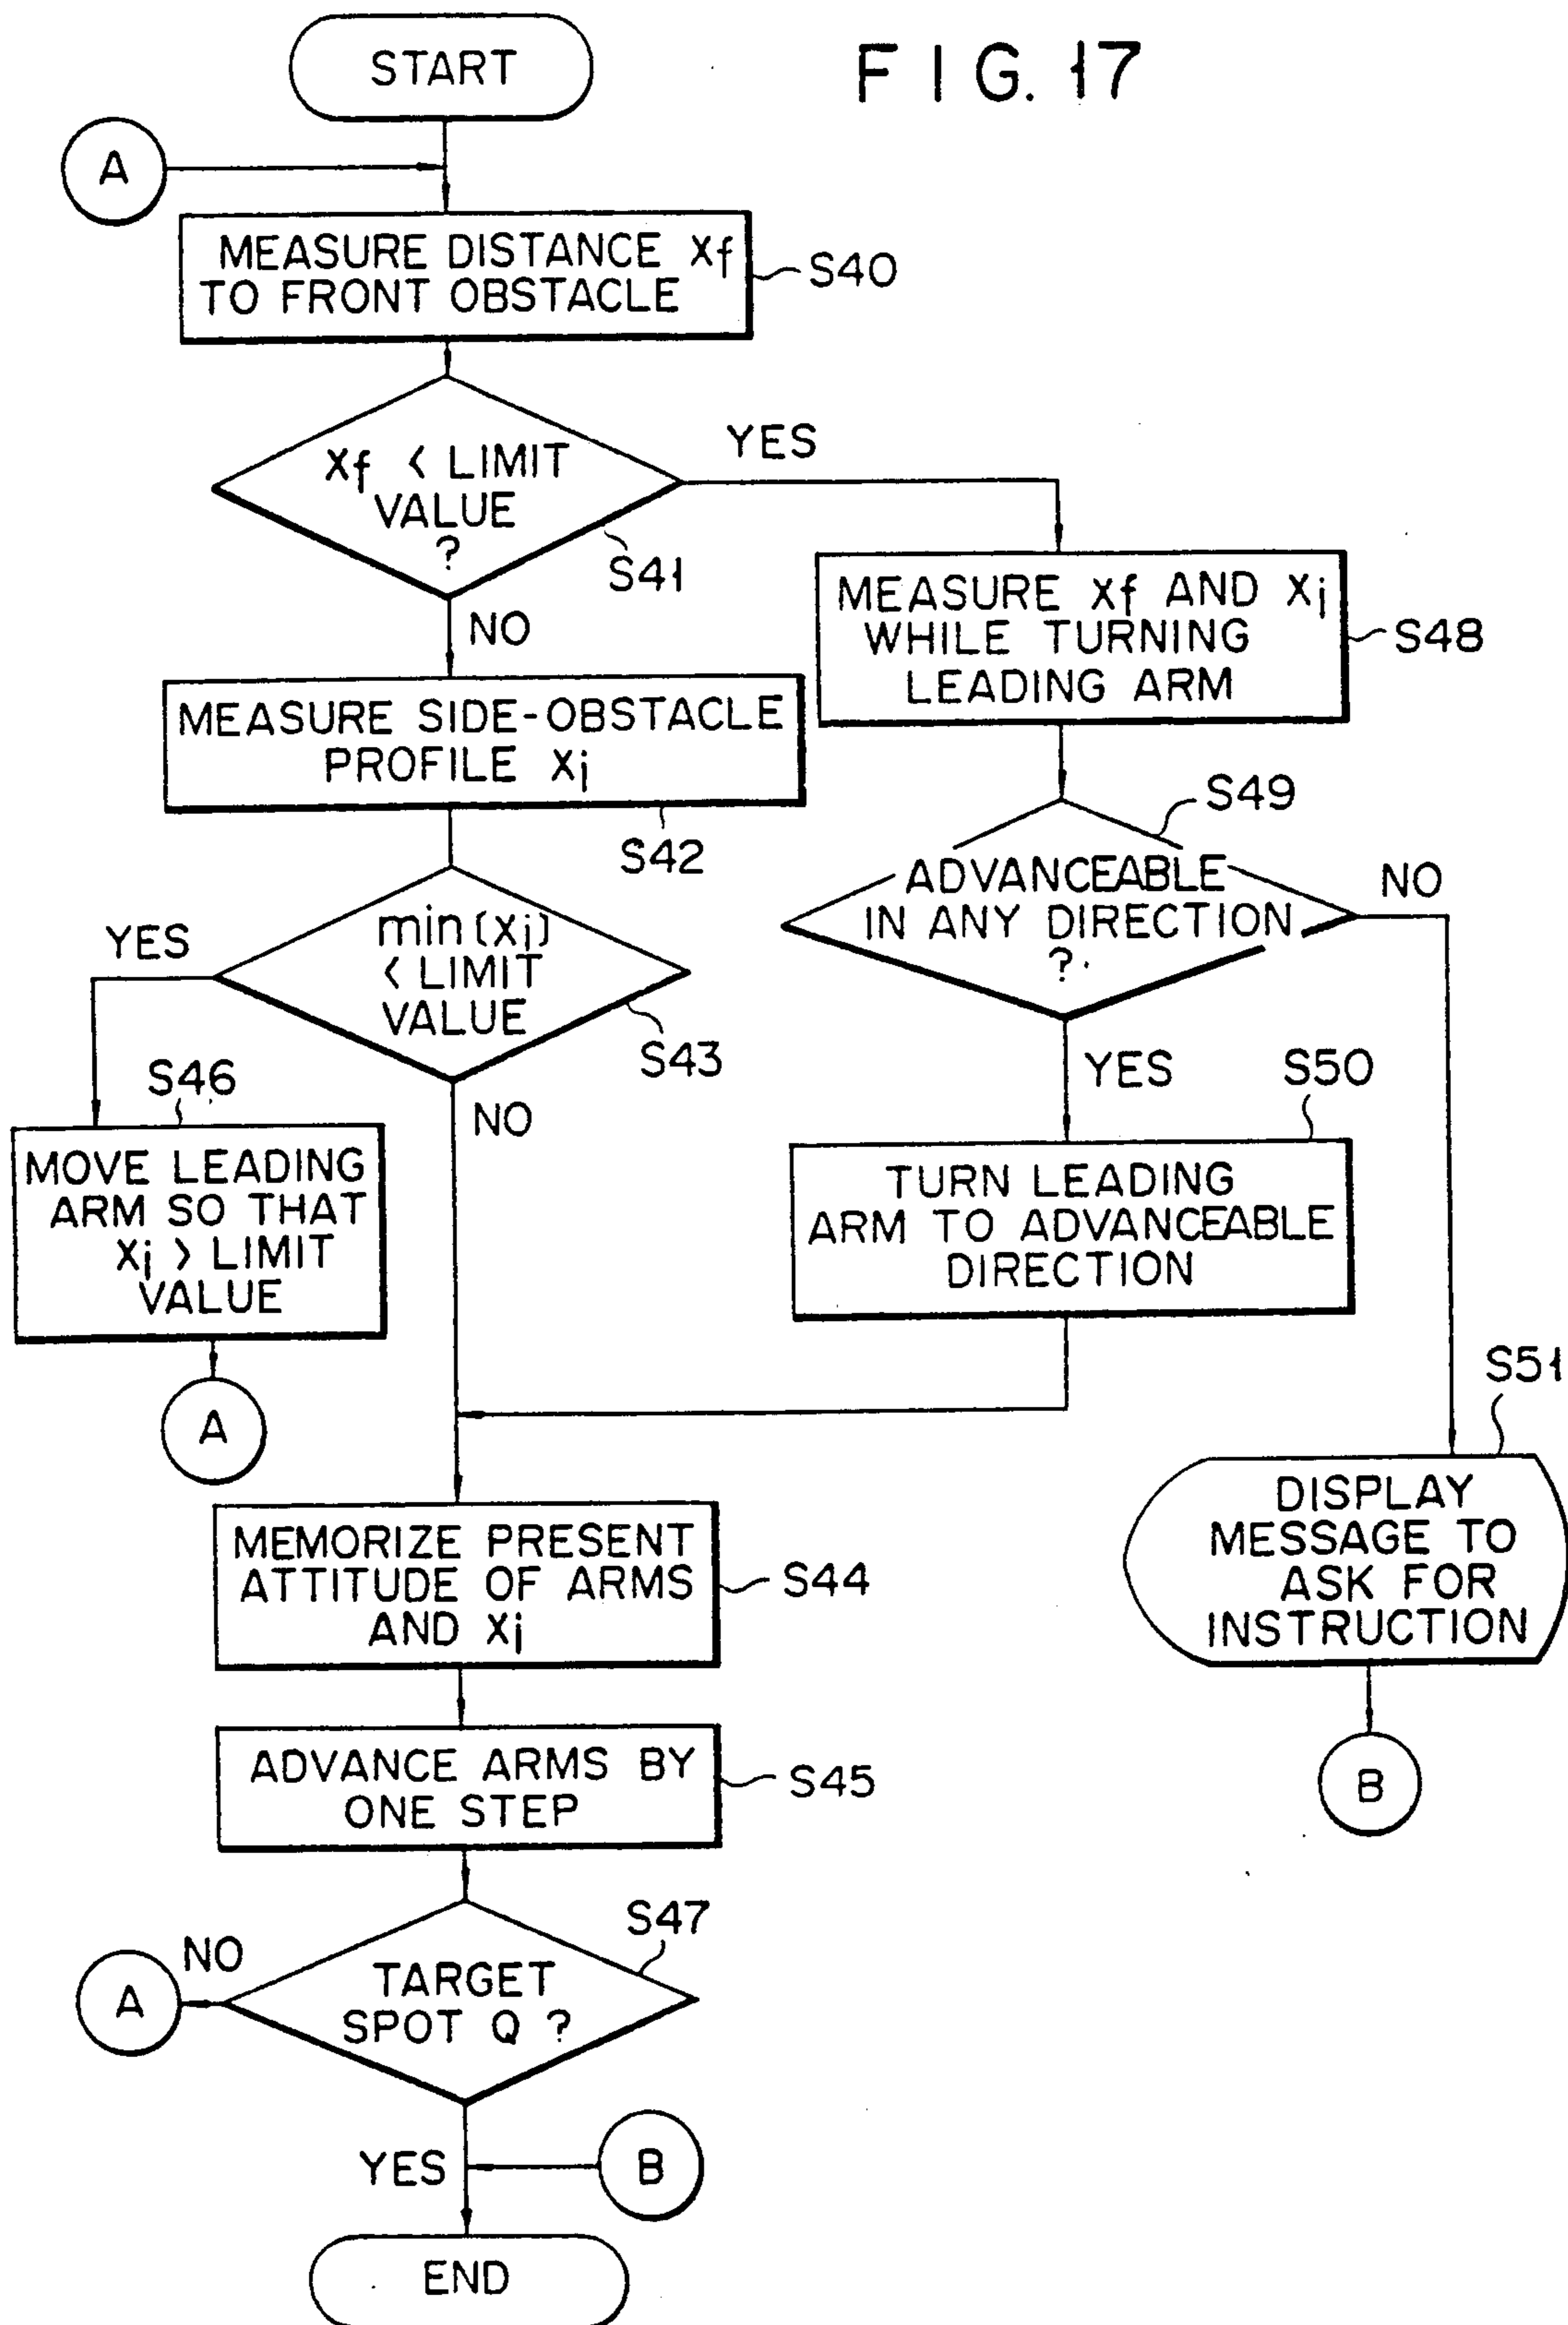 START
FIG. 17
A
MEASURE DISTANCE Xf
TO FRONT OBSTACLE
S40
Xf < LIMIT
VALUE
?
S41
YES
NO
MEASURE Xf AND Xi
WHILE TURNING
LEADING ARM
S48
MEASURE SIDE-OBSTACLE
PROFILE Xi
S42
S49
ADVANCEABLE
IN ANY DIRECTION
?
NO
YES
min(Xi)
< LIMIT
VALUE
S43
YES
NO
S46
MOVE LEADING
ARM SO THAT
Xi > LIMIT
VALUE
A
S50
TURN LEADING
ARM TO ADVANCEABLE
DIRECTION
S51
DISPLAY
MESSAGE TO
ASK FOR
INSTRUCTION
B
MEMORIZE PRESENT
ATTITUDE OF ARMS
AND Xi
S44
ADVANCE ARMS BY
ONE STEP
S45
S47
TARGET
SPOT Q ?
NO
A
YES
B
END